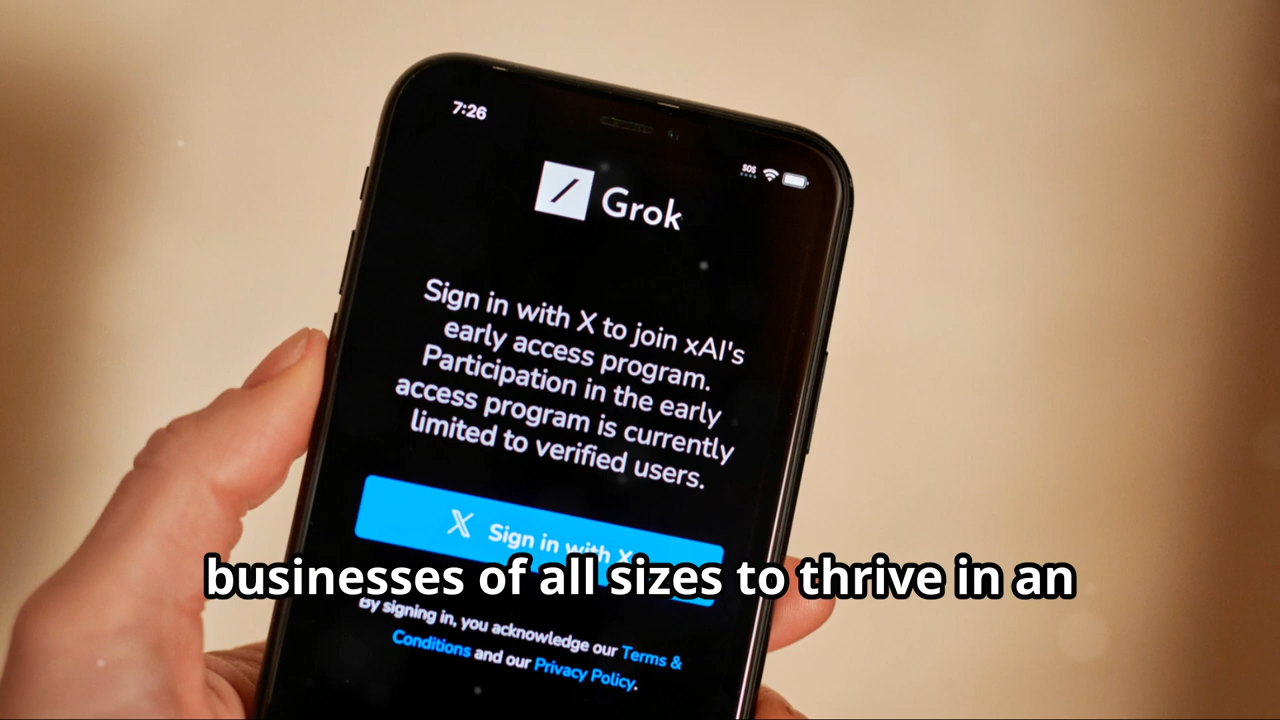 7:26
SOS
Grok
Sign in with X to join xAI's
early access program.
Participation in the early
access program is currently
limited to verified users.
X Sign in with X
businesses of all sizes to thrive in an
By signing in, you acknowledge our Terms &
Conditions and our Privacy Policy.